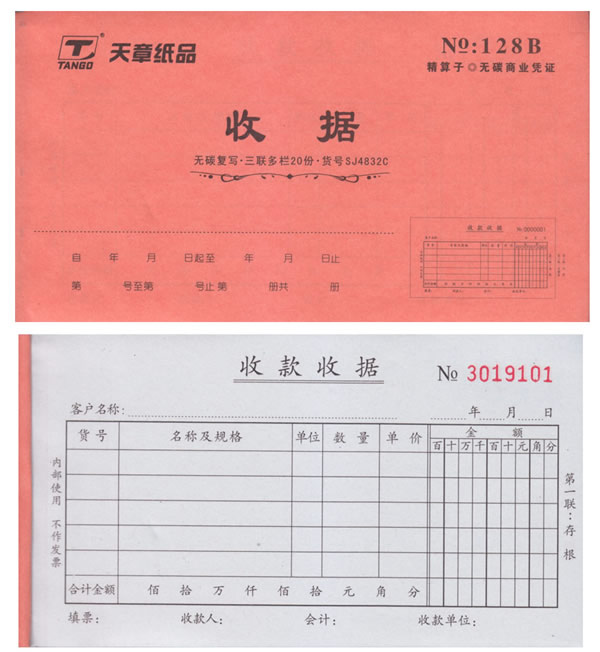 TANGO 天章纸品
№:128B
精算子◎无碳商业凭证
收 据
无碳复写·三联多栏20份·货号SJ4832C
收 款 收 据
自 年 月 日起至 年 月 日止
第 号至第 号止 第 册共 册
收 款 收 据
№ 3019101
客户名称:
年 月 日
货 号 名 称 及 规 格 单位 数 量 单 价 金 额
百 十 万 千 百 十 元 角 分
合计金额 佰 拾 万 仟 佰 拾 元 角 分
内部使用 不作发票
第一联:存根
填票: 收款人: 会计: 收款单位: